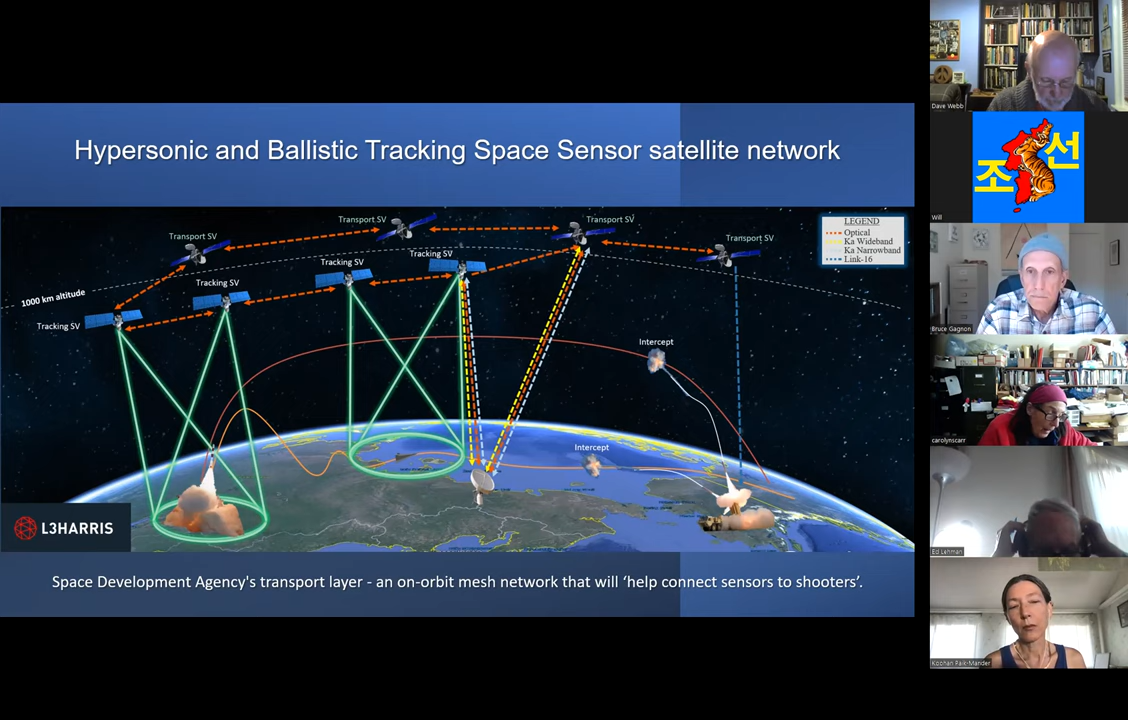 Hypersonic and Ballistic Tracking Space Sensor satellite network
Transport SV
Transport SV
Transport SV
Transport SV
Tracking SV
Tracking SV
Tracking SV
Tracking SV
1000 km altitude
LEGEND
Optical
Ka Wideband
Ka Narrowband
Link-16
Intercept
Intercept
L3HARRIS
Space Development Agency's transport layer - an on-orbit mesh network that will 'help connect sensors to shooters'.
Dave Webb
조선
Will
Bruce Gagnon
carolynscarr
Ed Lehman
Koohan Paik-Mander